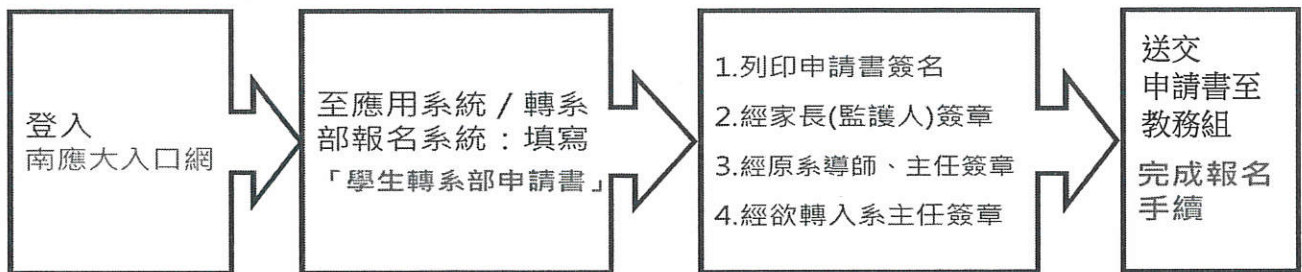 登入
南應大入口網
至應用系統 / 轉系
部報名系統：填寫
「學生轉系部申請書」
1.列印申請書簽名
2.經家長(監護人)簽章
3.經原系導師、主任簽章
4.經欲轉入系主任簽章
送交
申請書至
教務組
完成報名
手續